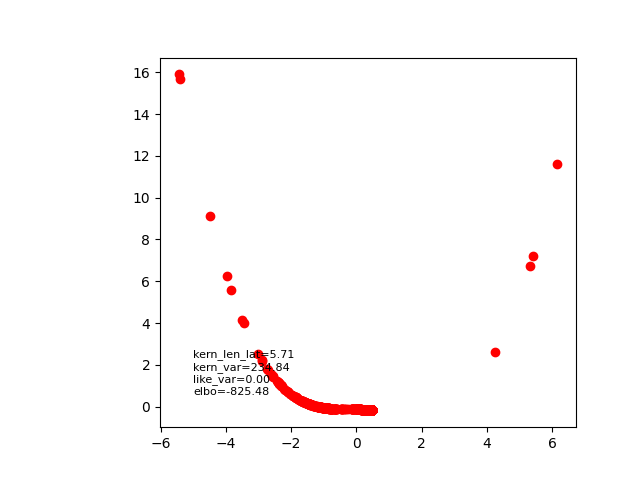 16
14
12
10
8
6
4
2
0
kern_len_lar=5.71
kern_var=234.84
like_var=0.00
elbo=-825.48
−6 −4 −2 0 2 4 6